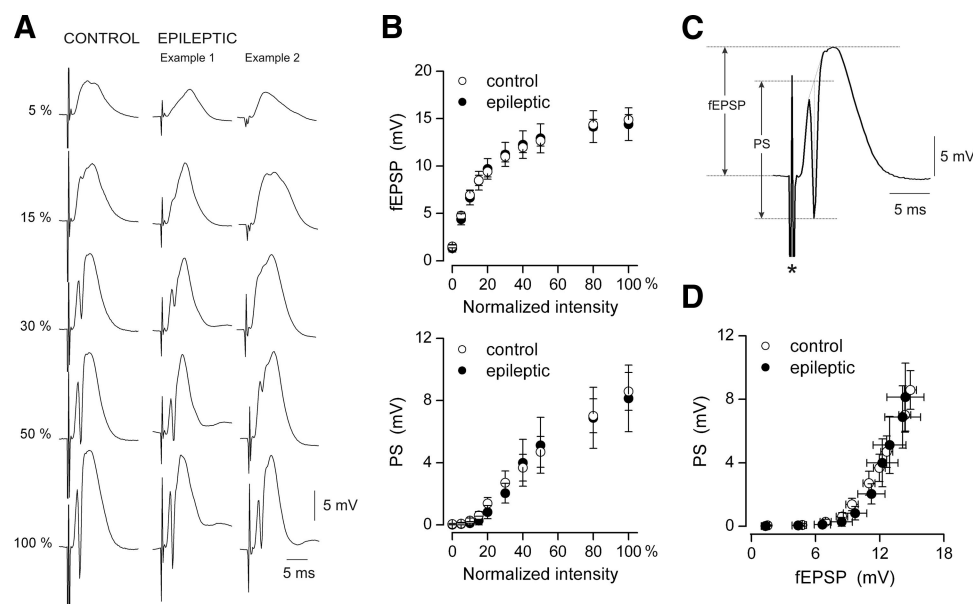 A
CONTROL EPILEPTIC
Example 1 Example 2
5 %
15 %
30 %
50 %
100 %
5 mV
5 ms
B
20
15
10
5
0
fEPSP (mV)
control
epileptic
0 20 40 60 80 100 %
Normalized intensity
12
8
4
0
PS (mV)
control
epileptic
0 20 40 60 80 100 %
Normalized intensity
C
fEPSP
PS
5 mV
5 ms
*
D
12
8
4
0
PS (mV)
control
epileptic
0 6 12 18
fEPSP (mV)